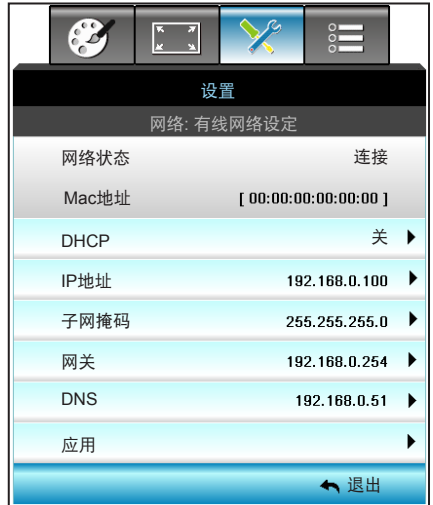 设置
网络: 有线网络设定
网络状态 连接
Mac地址 [ 00:00:00:00:00:00 ]
DHCP 关
IP地址 192.168.0.100
子网掩码 255.255.255.0
网关 192.168.0.254
DNS 192.168.0.51
应用
退出